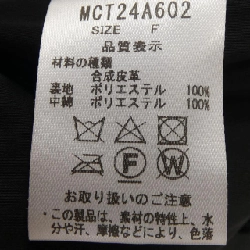 MCT24A602
SIZE F
品質表示
材料の種類
合成皮革
裏地 ポリエステル 100%
中綿 ポリエステル 100%
F W
お取り扱いのご注意
・この製品は、素材の特性上、水
分や汗、摩擦などにより、色落